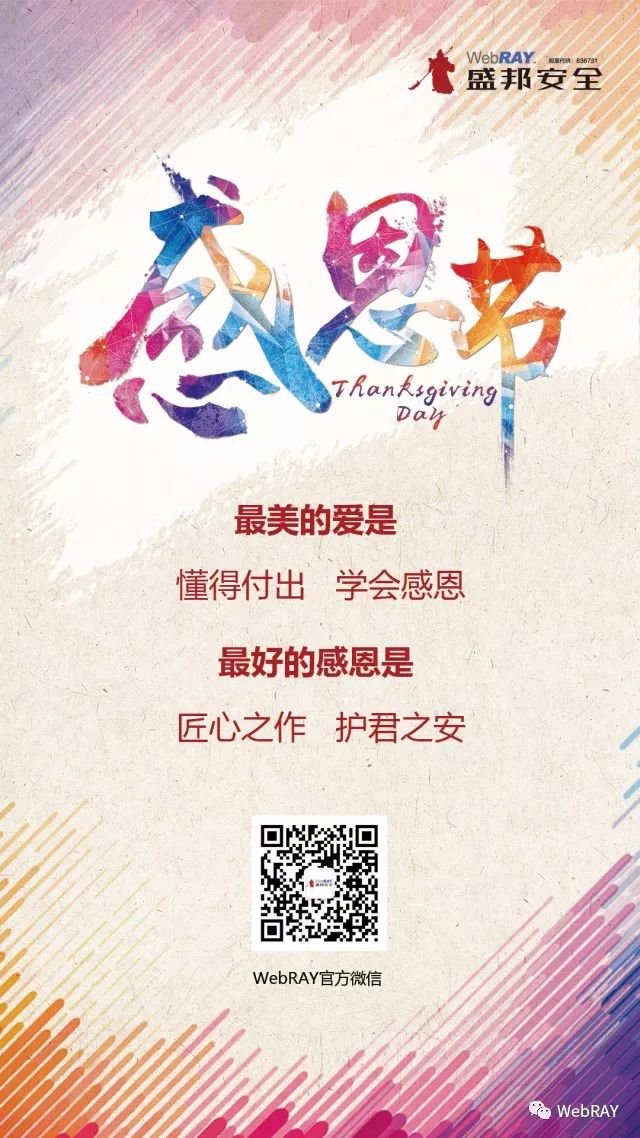 WebRAY 股票代码：836731
盛邦安全
感恩节
Thanksgiving
Day
最美的爱是
懂得付出 学会感恩
最好的感恩是
匠心之作 护君之安
WebRAY官方微信
WebRAY